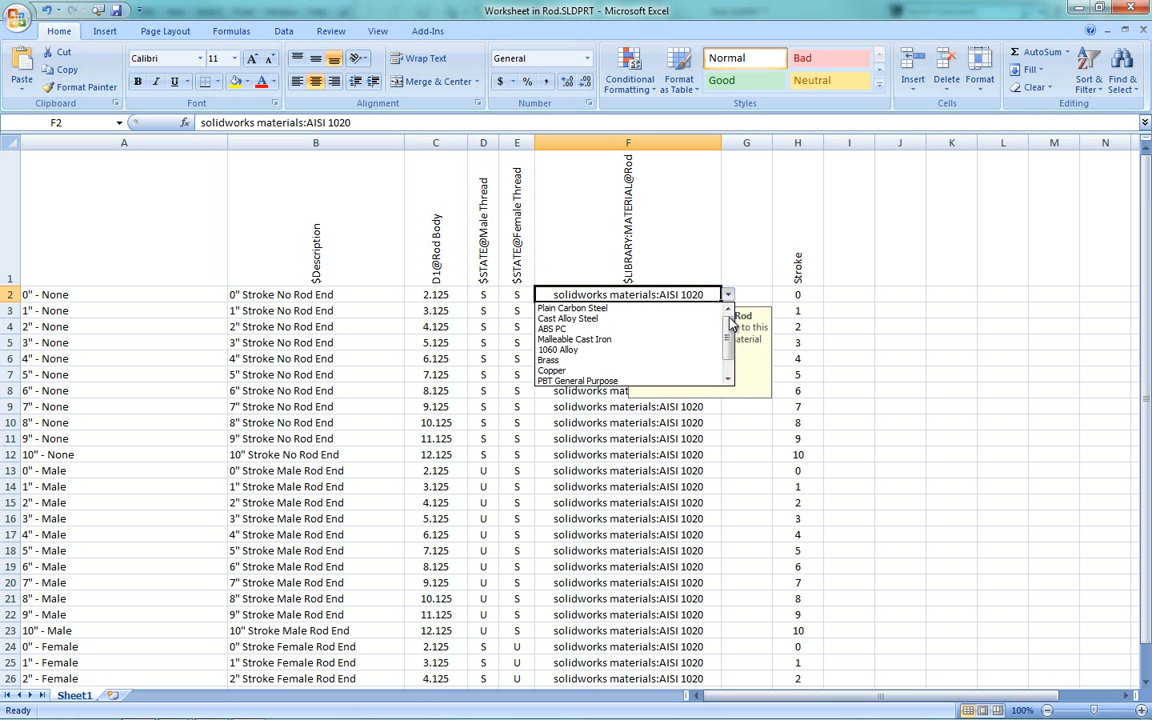 Worksheet in Rod.SLDPRT - Microsoft Excel
Home Insert Page Layout Formulas Data Review View Add-Ins
Paste Cut Copy Format Painter Clipboard
Calibri 11 A A B I U A Font
Wrap Text Merge & Center Alignment
General $ % , .0 .00 .00 .0 Number
Conditional Formatting Format as Table Normal Bad Good Neutral Styles
Insert Delete Format Cells
AutoSum Fill Clear Sort & Filter Find & Select Editing
F2 fx solidworks materials:AISI 1020
A B C D E F G H I J K L M N
1 $Description D1@Rod Body $STATE@Male Thread $STATE@Female Thread $LIBRARY:MATERIAL@Rod Stroke
2 0" - None 0" Stroke No Rod End 2.125 S S solidworks materials:AISI 1020 0
3 1" - None 1" Stroke No Rod End 3.125 S S 1
4 2" - None 2" Stroke No Rod End 4.125 S S 2
5 3" - None 3" Stroke No Rod End 5.125 S S 3
6 4" - None 4" Stroke No Rod End 6.125 S S 4
7 5" - None 5" Stroke No Rod End 7.125 S S 5
8 6" - None 6" Stroke No Rod End 8.125 S S solidworks mat 6
Plain Carbon Steel
Cast Alloy Steel
ABS PC
Malleable Cast Iron
1060 Alloy
Brass
Copper
PBT General Purpose
Rod
to this
aterial
9 7" - None 7" Stroke No Rod End 9.125 S S solidworks materials:AISI 1020 7
10 8" - None 8" Stroke No Rod End 10.125 S S solidworks materials:AISI 1020 8
11 9" - None 9" Stroke No Rod End 11.125 S S solidworks materials:AISI 1020 9
12 10" - None 10" Stroke No Rod End 12.125 S S solidworks materials:AISI 1020 10
13 0" - Male 0" Stroke Male Rod End 2.125 U S solidworks materials:AISI 1020 0
14 1" - Male 1" Stroke Male Rod End 3.125 U S solidworks materials:AISI 1020 1
15 2" - Male 2" Stroke Male Rod End 4.125 U S solidworks materials:AISI 1020 2
16 3" - Male 3" Stroke Male Rod End 5.125 U S solidworks materials:AISI 1020 3
17 4" - Male 4" Stroke Male Rod End 6.125 U S solidworks materials:AISI 1020 4
18 5" - Male 5" Stroke Male Rod End 7.125 U S solidworks materials:AISI 1020 5
19 6" - Male 6" Stroke Male Rod End 8.125 U S solidworks materials:AISI 1020 6
20 7" - Male 7" Stroke Male Rod End 9.125 U S solidworks materials:AISI 1020 7
21 8" - Male 8" Stroke Male Rod End 10.125 U S solidworks materials:AISI 1020 8
22 9" - Male 9" Stroke Male Rod End 11.125 U S solidworks materials:AISI 1020 9
23 10" - Male 10" Stroke Male Rod End 12.125 U S solidworks materials:AISI 1020 10
24 0" - Female 0" Stroke Female Rod End 2.125 S U solidworks materials:AISI 1020 0
25 1" - Female 1" Stroke Female Rod End 3.125 S U solidworks materials:AISI 1020 1
26 2" - Female 2" Stroke Female Rod End 4.125 S U solidworks materials:AISI 1020 2
Sheet1
Ready 100%